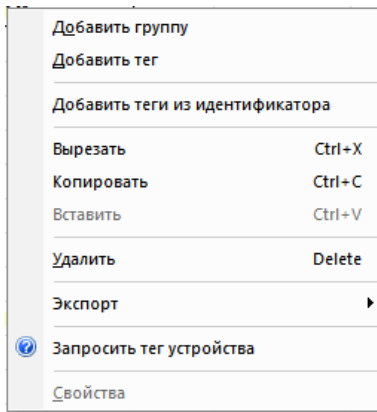 Добавить группу
Добавить тег
Добавить теги из идентификатора
Вырезать Ctrl+X
Копировать Ctrl+C
Вставить Ctrl+V
Удалить Delete
Экспорт
Запросить тег устройства
Свойства